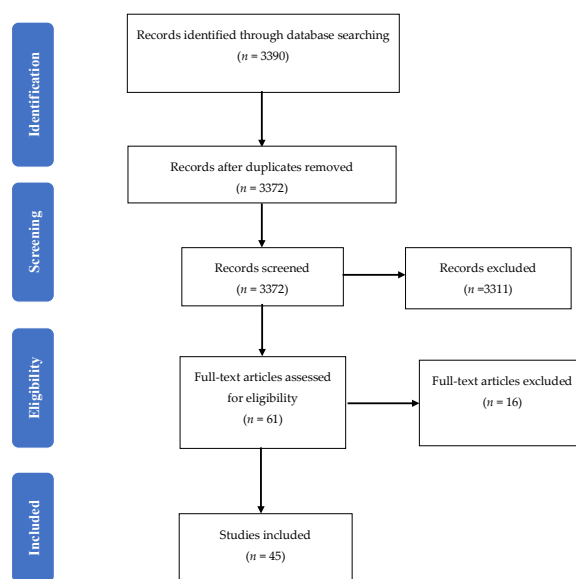 Identification
Records identified through database searching
(n = 3390)
Records after duplicates removed
(n = 3372)
Screening
Records screened
(n = 3372)
Records excluded
(n =3311)
Eligibility
Full-text articles assessed
for eligibility
(n = 61)
Full-text articles excluded
(n = 16)
Included
Studies included
(n = 45)